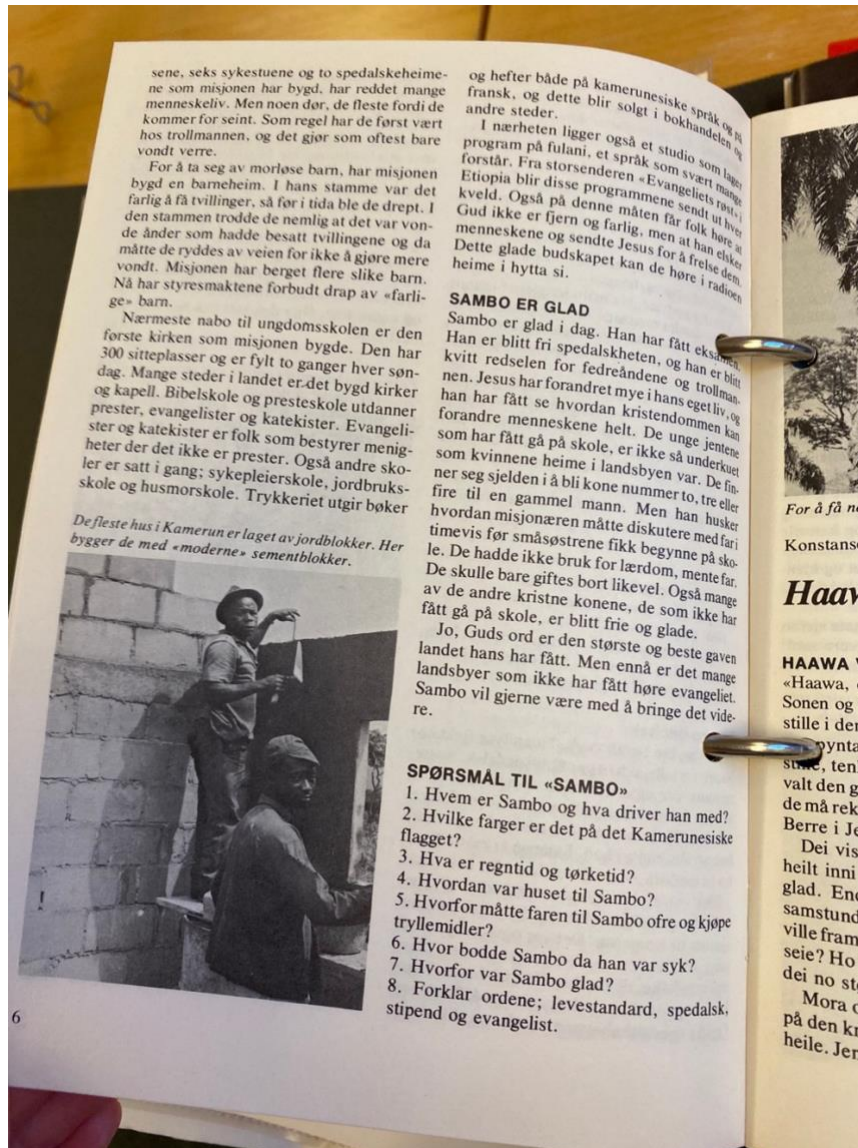 sene, seks sykestuene og to spedalskeheime-
ne som misjonen har bygd, har reddet mange
menneskeliv. Men noen dør, de fleste fordi de
kommer for seint. Som regel har de først vært
hos trollmannen, og det gjør som oftest bare
vondt verre.
For å ta seg av morløse barn, har misjonen
bygd en barneheim. I hans stamme var det
farlig å få tvillinger, så før i tida ble de drept. I
den stammen trodde de nemlig at det var von-
de ånder som hadde besatt tvillingene og da
måtte de ryddes av veien for ikke å gjøre mere
vondt. Misjonen har berget flere slike barn.
Nå har styresmaktene forbudt drap av «farli-
ge» barn.
Nærmeste nabo til ungdomsskolen er den
første kirken som misjonen bygde. Den har
300 sitteplasser og er fylt to ganger hver søn-
dag. Mange steder i landet er det bygd kirker
og kapell. Bibelskole og presteskole utdanner
prester, evangelister og katekister. Evangeli-
ster og katekister er folk som bestyrer menig-
heter der det ikke er prester. Også andre sko-
ler er satt i gang; sykepleierskole, jordbruks-
skole og husmorskole. Trykkeriet utgir bøker
De fleste hus i Kamerun er laget av jordblokker. Her
bygger de med «moderne» sementblokker.
6
og hefter både på kamerunesiske språk og på
fransk, og dette blir solgt i bokhandelen og
andre steder.
I nærheten ligger også et studio som lager
program på fulani, et språk som svært mange
forstår. Fra storsenderen «Evangeliets røst» i
Etiopia blir disse programmene sendt ut hver
kveld. Også på denne måten får folk høre at
Gud ikke er fjern og farlig, men at han elsker
menneskene og sendte Jesus for å frelse dem.
Dette glade budskapet kan de høre i radioen
heime i hytta si.
SAMBO ER GLAD
Sambo er glad i dag. Han har fått eksamen.
Han er blitt fri spedalskheten, og han er blitt
kvitt redselen for fedreåndene og trollman-
nen. Jesus har forandret mye i hans eget liv, og
han har fått se hvordan kristendommen kan
forandre menneskene helt. De unge jentene
som har fått gå på skole, er ikke så underkuet
som kvinnene heime i landsbyen var. De fin-
ner seg sjelden i å bli kone nummer to, tre eller
fire til en gammel mann. Men han husker
hvordan misjonæren måtte diskutere med far i
timevis før småsøstrene fikk begynne på sko-
le. De hadde ikke bruk for lærdom, mente far.
De skulle bare giftes bort likevel. Også mange
av de andre kristne konene, de som ikke har
fått gå på skole, er blitt frie og glade.
Jo, Guds ord er den største og beste gaven
landet hans har fått. Men ennå er det mange
landsbyer som ikke har fått høre evangeliet.
Sambo vil gjerne være med å bringe det vide-
re.
SPØRSMÅL TIL «SAMBO»
1. Hvem er Sambo og hva driver han med?
2. Hvilke farger er det på det Kamerunesiske
flagget?
3. Hva er regntid og tørketid?
4. Hvordan var huset til Sambo?
5. Hvorfor måtte faren til Sambo ofre og kjøpe
tryllemidler?
6. Hvor bodde Sambo da han var syk?
7. Hvorfor var Sambo glad?
8. Forklar ordene; levestandard, spedalsk,
stipend og evangelist.
For å få
Konstans
Haaw
HAAWA
«Haawa,
Sonen og
stille i de
pynta
ten
valt den g
de må rek
Berre i Je
Dei vis
heilt inni
glad. End
samstund
ville fram
seie? Ho
dei no st
Mora
på den kr
heile. Jer